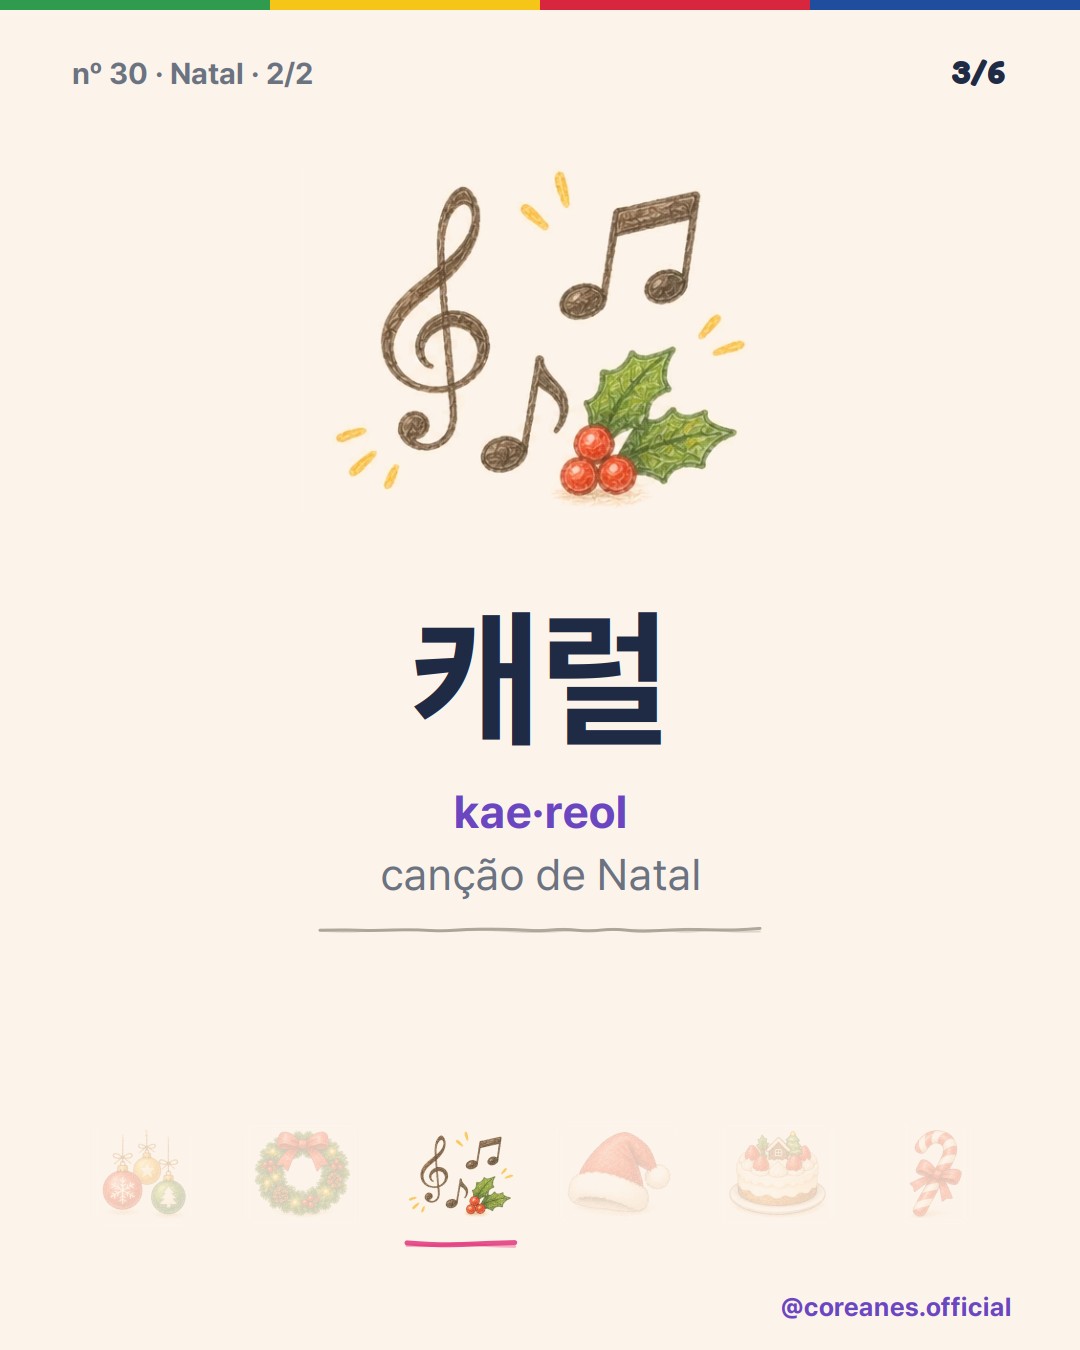 nº 30 · Natal · 2/2
3/6
캐럴
kae·reol
canção de Natal
@coreanes.official